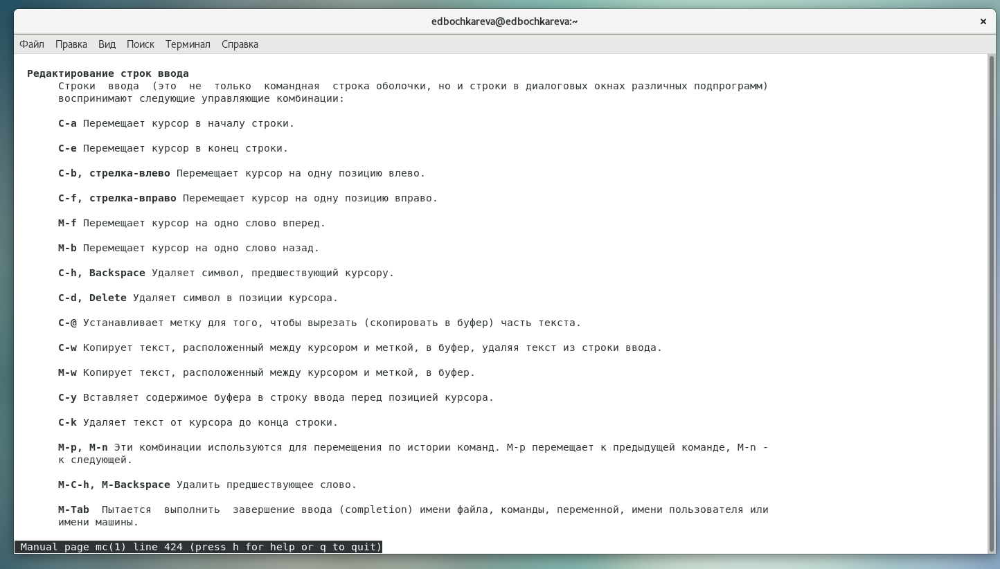 edbochkareva@edbochkareva:~ ×
Файл Правка Вид Поиск Терминал Справка
Редактирование строк ввода
Строки ввода (это не только командная строка оболочки, но и строки в диалоговых окнах различных подпрограмм)
воспринимают следующие управляющие комбинации:
C-a Перемещает курсор в началу строки.
C-e Перемещает курсор в конец строки.
C-b, стрелка-влево Перемещает курсор на одну позицию влево.
C-f, стрелка-вправо Перемещает курсор на одну позицию вправо.
M-f Перемещает курсор на одно слово вперед.
M-b Перемещает курсор на одно слово назад.
C-h, Backspace Удаляет символ, предшествующий курсору.
C-d, Delete Удаляет символ в позиции курсора.
C-@ Устанавливает метку для того, чтобы вырезать (скопировать в буфер) часть текста.
C-w Копирует текст, расположенный между курсором и меткой, в буфер, удаляя текст из строки ввода.
M-w Копирует текст, расположенный между курсором и меткой, в буфер.
C-y Вставляет содержимое буфера в строку ввода перед позицией курсора.
C-k Удаляет текст от курсора до конца строки.
M-p, M-n Эти комбинации используются для перемещения по истории команд. M-p перемещает к предыдущей команде, M-n -
к следующей.
M-C-h, M-Backspace Удалить предшествующее слово.
M-Tab Пытается выполнить завершение ввода (completion) имени файла, команды, переменной, имени пользователя или
имени машины.
Manual page mc(1) line 424 (press h for help or q to quit)